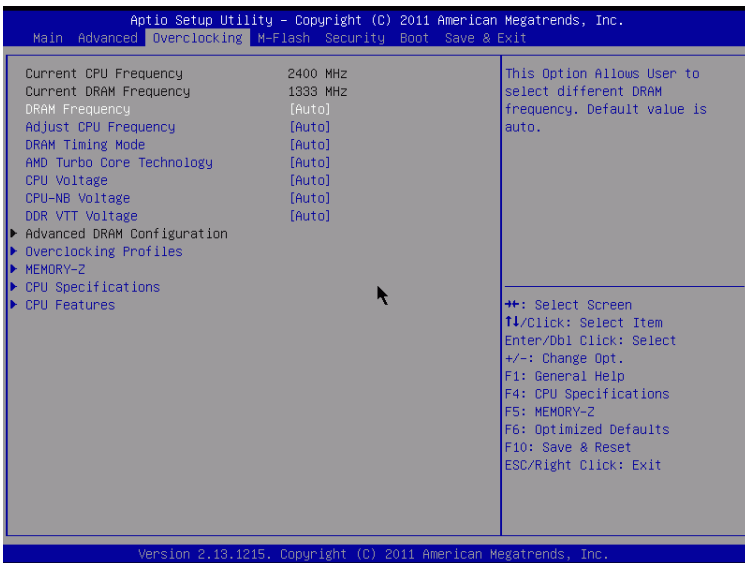 Aptio Setup Utility – Copyright (C) 2011 American Megatrends, Inc.
Main Advanced Overclocking M-Flash Security Boot Save & Exit
Current CPU Frequency 2400 MHz
Current DRAM Frequency 1333 MHz
DRAM Frequency [Auto]
Adjust CPU Frequency [Auto]
DRAM Timing Mode [Auto]
AMD Turbo Core Technology [Auto]
CPU Voltage [Auto]
CPU-NB Voltage [Auto]
DDR VTT Voltage [Auto]
Advanced DRAM Configuration
Overclocking Profiles
MEMORY-Z
CPU Specifications
CPU Features
This Option Allows User to
select different DRAM
frequency. Default value is
auto.
→←: Select Screen
↑↓/Click: Select Item
Enter/Dbl Click: Select
+/-: Change Opt.
F1: General Help
F4: CPU Specifications
F5: MEMORY-Z
F6: Optimized Defaults
F10: Save & Reset
ESC/Right Click: Exit
Version 2.13.1215. Copyright (C) 2011 American Megatrends, Inc.